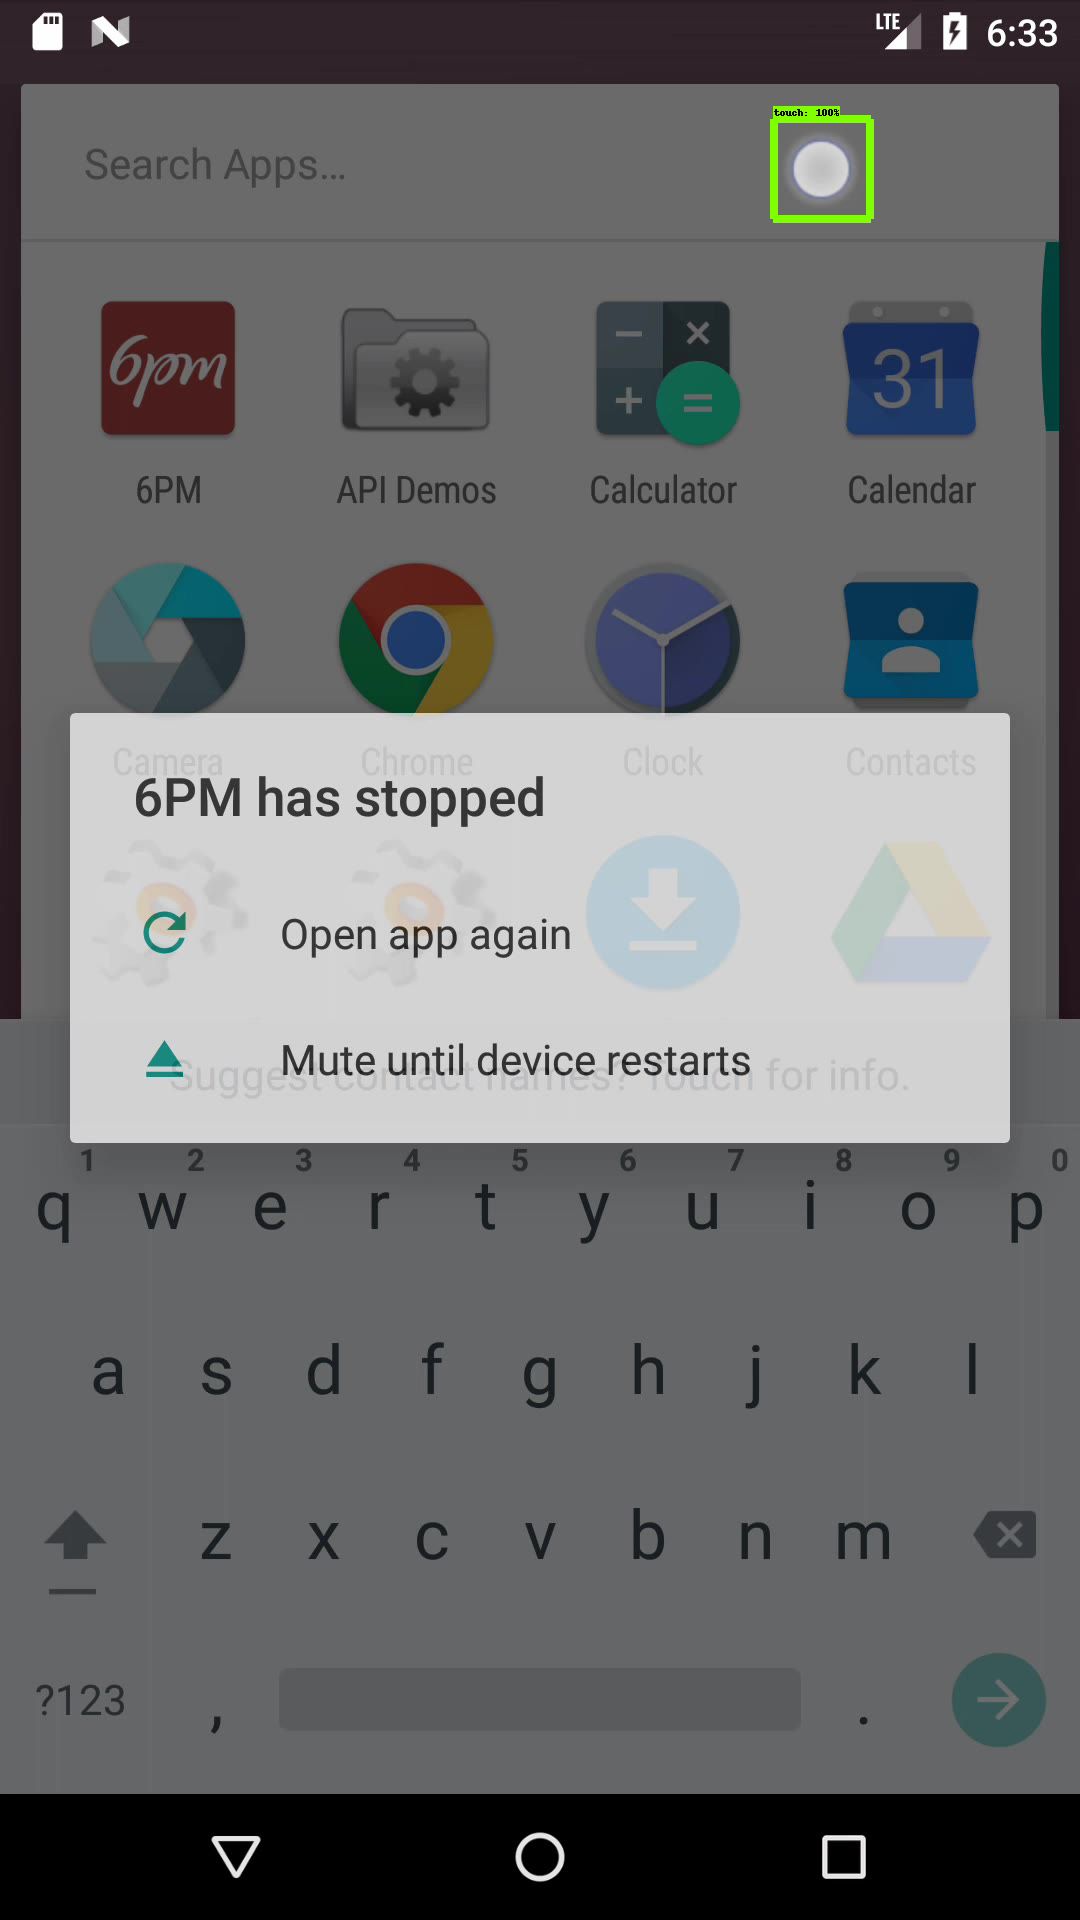 LTE 6:33
touch: 100%
Search Apps…
6pm − × + = 31
6PM API Demos Calculator Calendar
Camera Chrome Clock Contacts
6PM has stopped
Open app again
Mute until device restarts
Suggest contact names? Touch for info.
1 2 3 4 5 6 7 8 9 0
q w e r t y u i o p
a s d f g h j k l
z x c v b n m
?123 , .